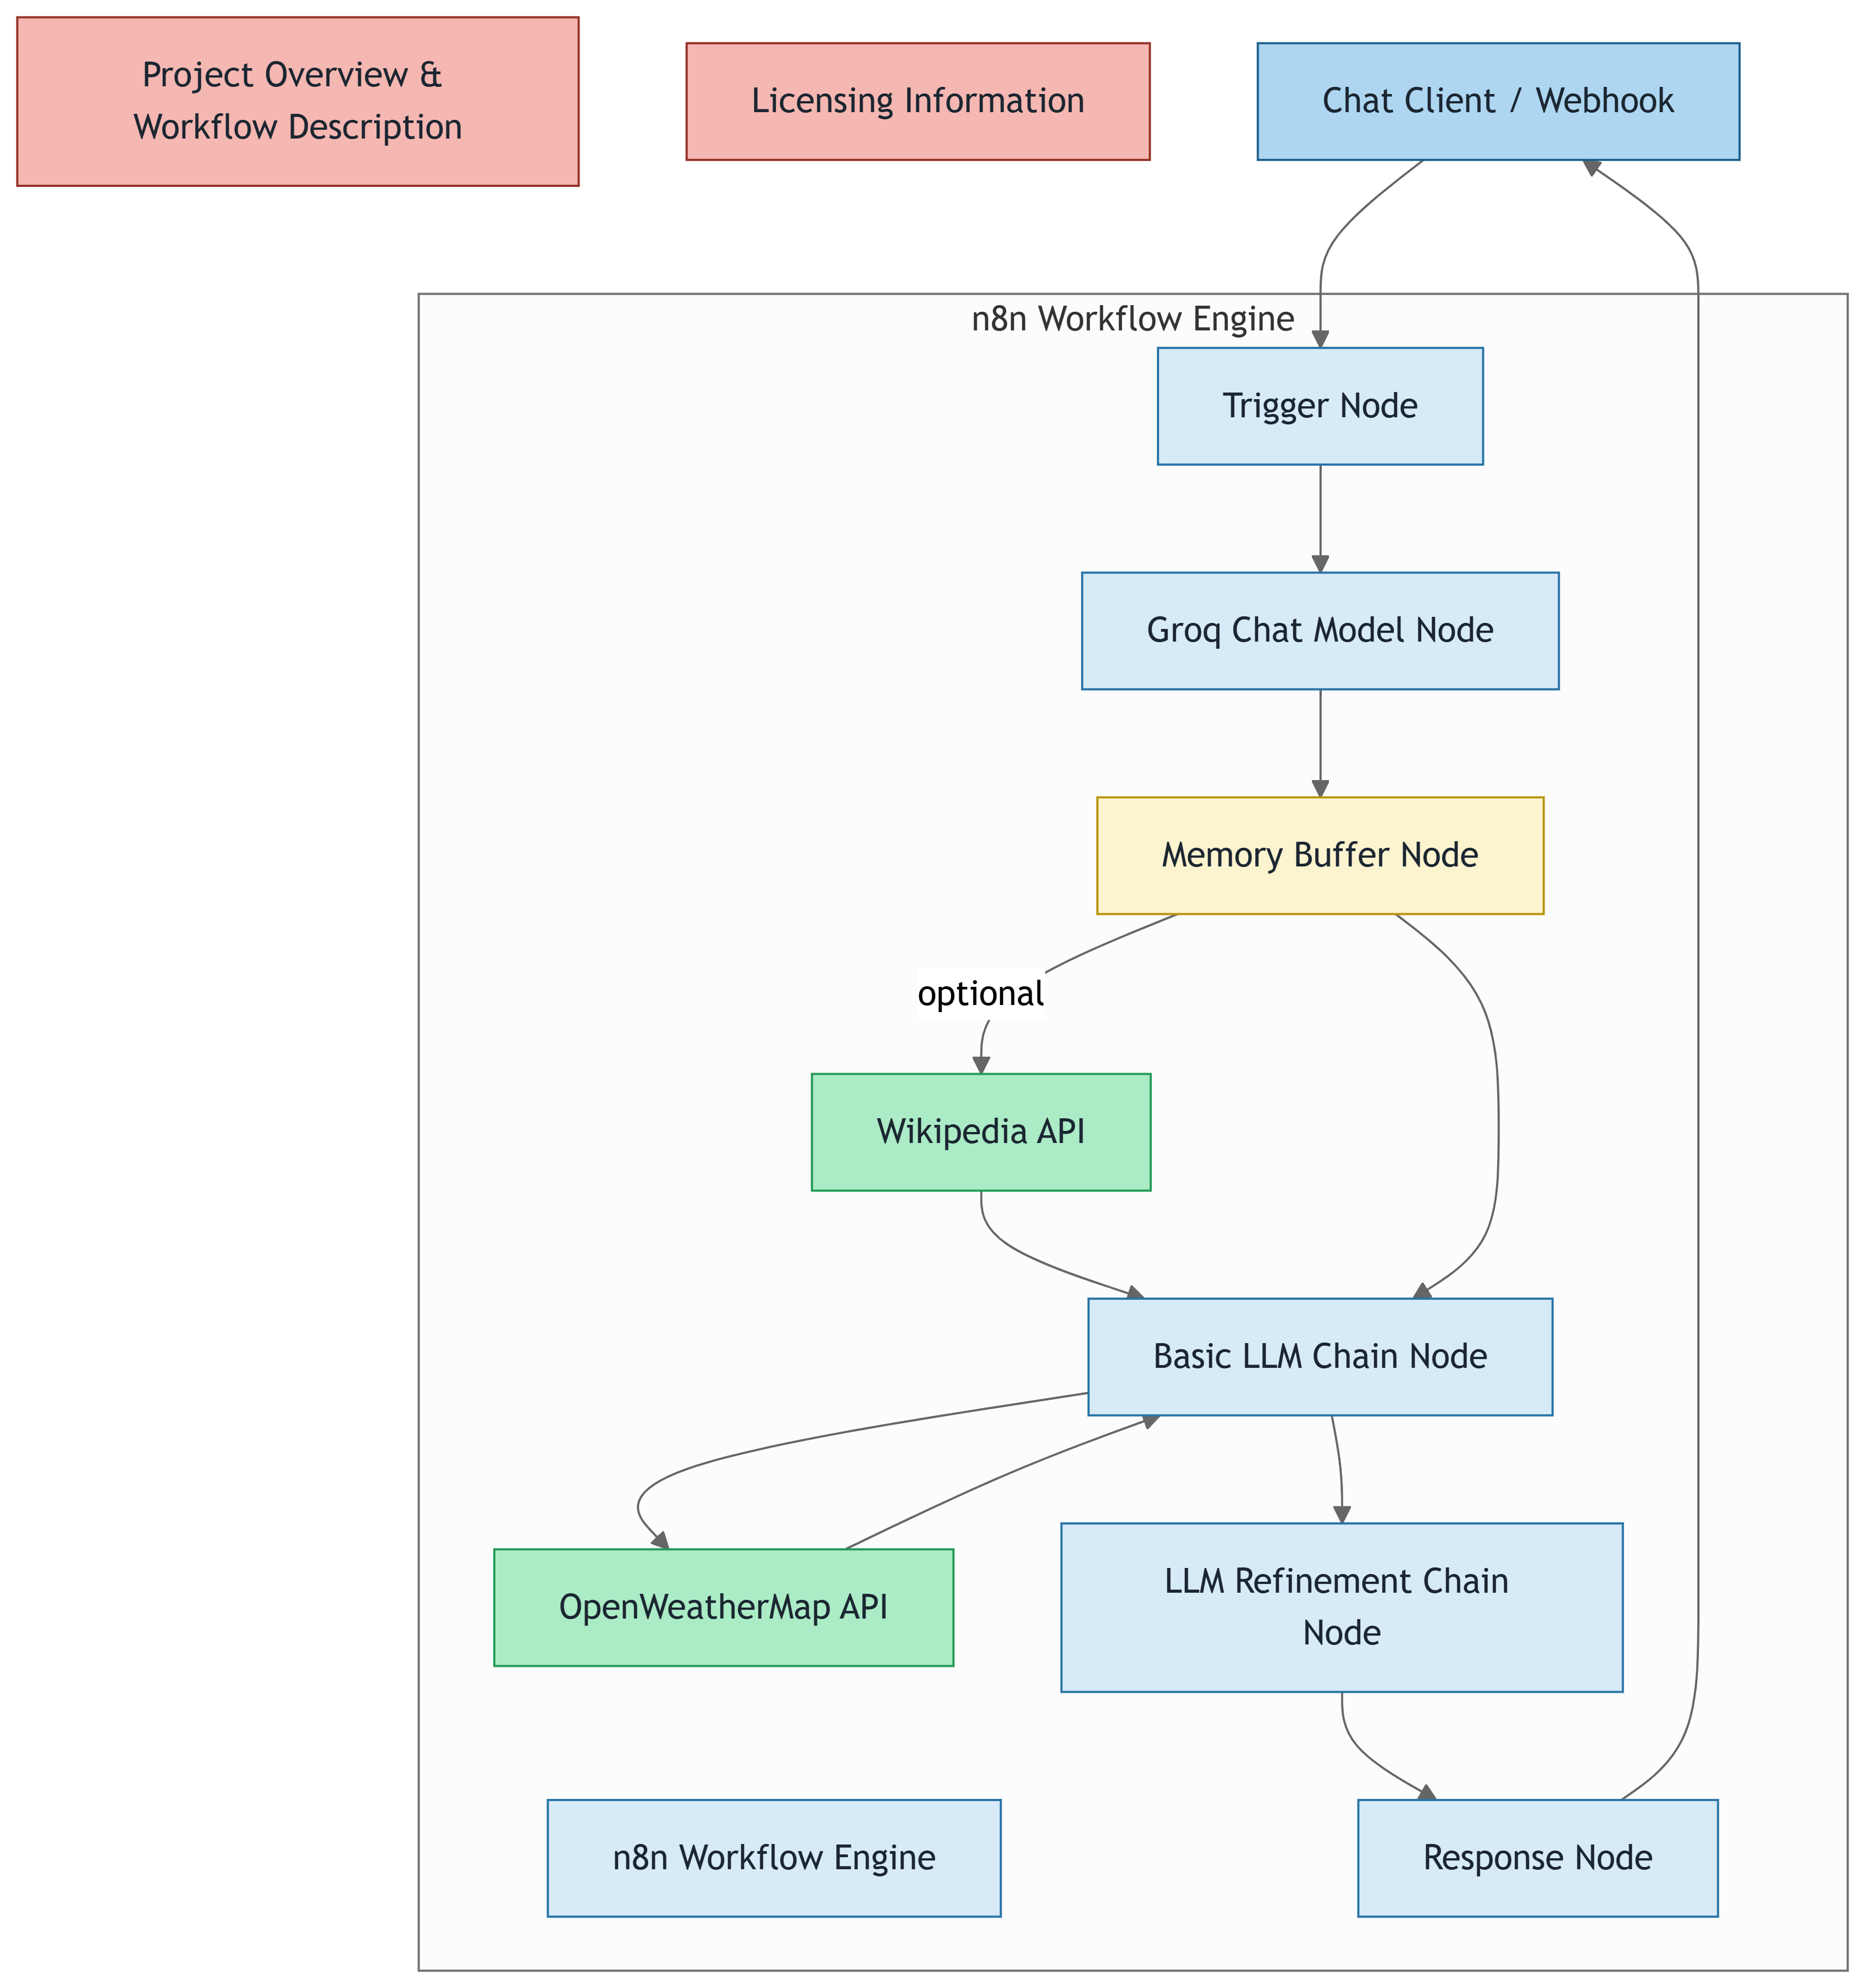 Project Overview &
Workflow Description
Licensing Information
Chat Client / Webhook
n8n Workflow Engine
Trigger Node
Groq Chat Model Node
Memory Buffer Node
optional
Wikipedia API
Basic LLM Chain Node
OpenWeatherMap API
LLM Refinement Chain
Node
n8n Workflow Engine
Response Node